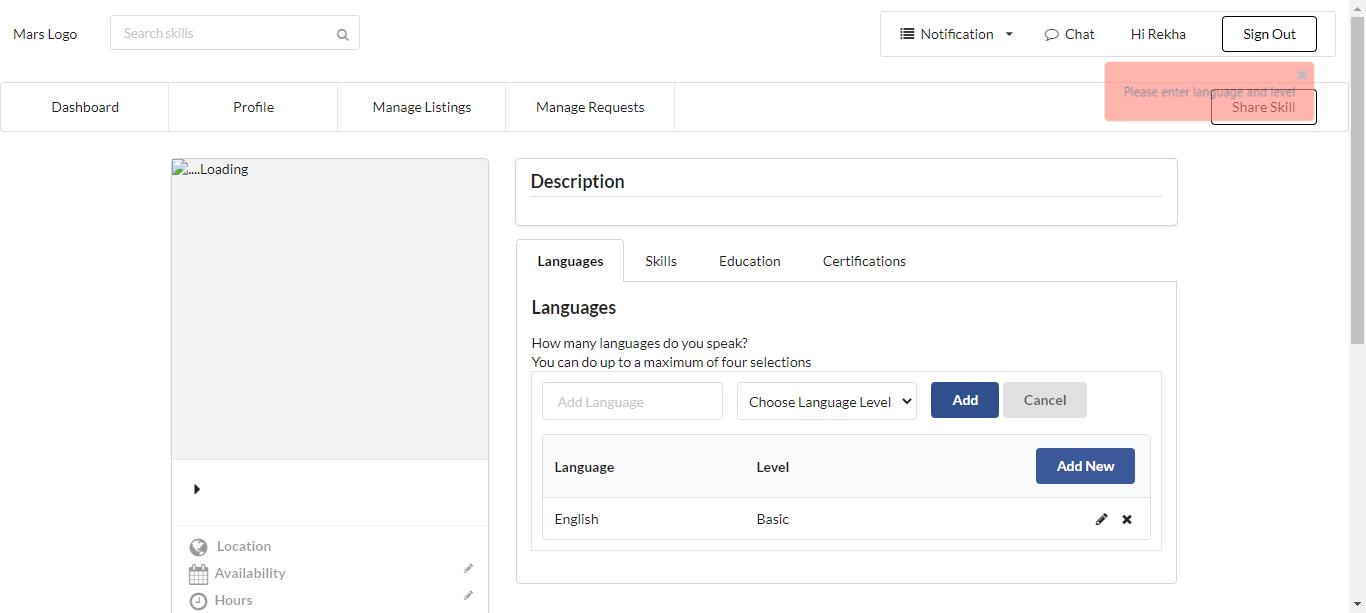 Mars Logo
Search skills
Notification
Chat
Hi Rekha
Sign Out
Please enter language and level
Dashboard
Profile
Manage Listings
Manage Requests
Share Skill
....Loading
Description
Languages
Skills
Education
Certifications
Languages
How many languages do you speak?
You can do up to a maximum of four selections
Add Language
Choose Language Level
Add
Cancel
Language
Level
Add New
English
Basic
Location
Availability
Hours